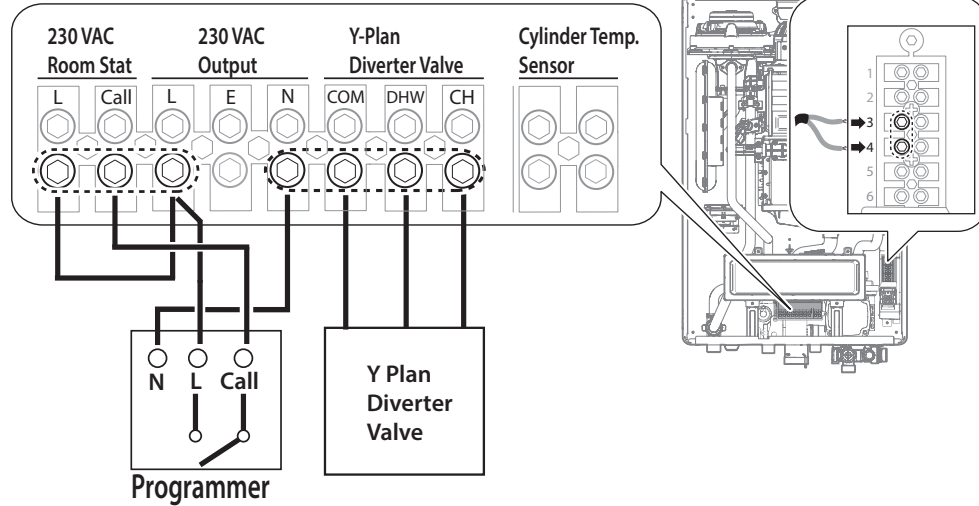 230 VAC 230 VAC Y-Plan Cylinder Temp.
Room Stat Output Diverter Valve Sensor
L Call L E N COM DHW CH
1
2
3
4
5
6
N L Call
Y Plan
Diverter
Valve
Programmer